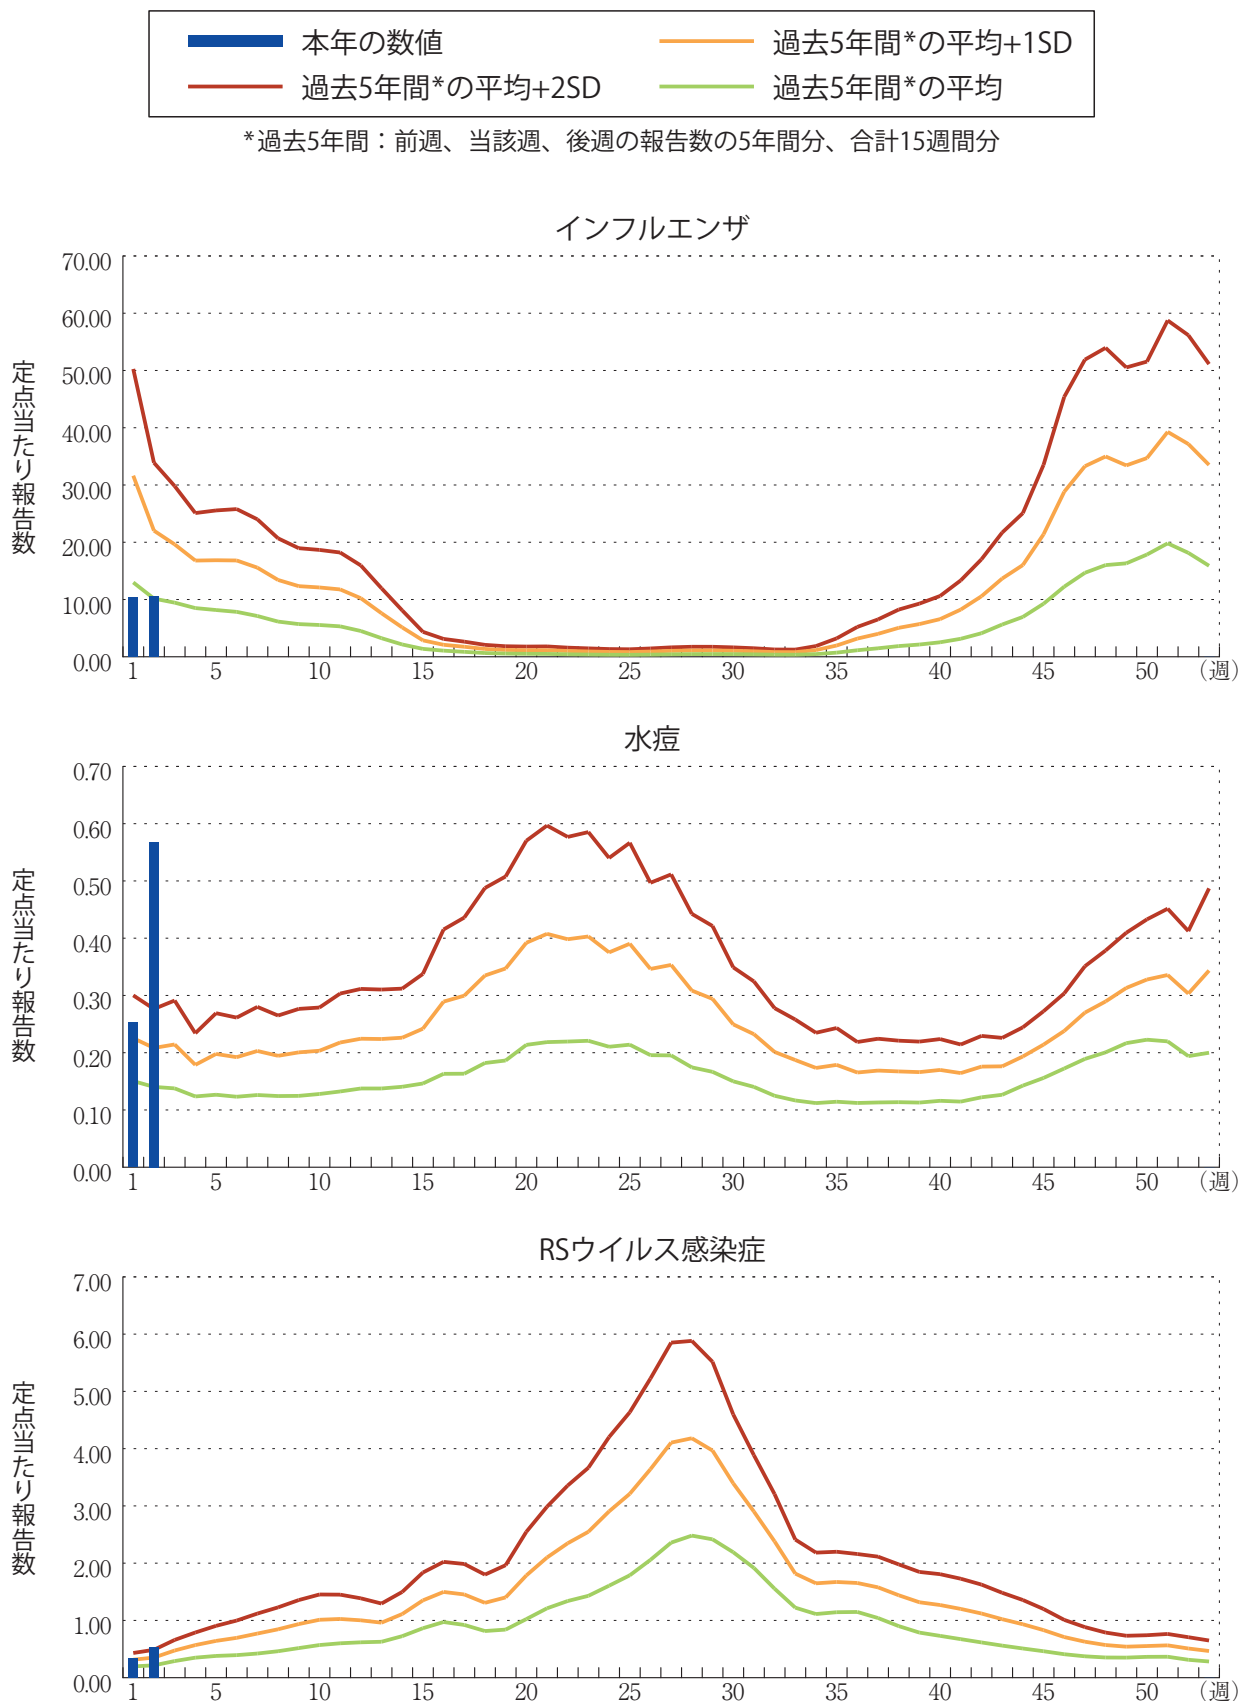 本年の数値
過去5年間*の平均+1SD
過去5年間*の平均+2SD
過去5年間*の平均
*過去5年間：前週、当該週、後週の報告数の5年間分、合計15週間分
インフルエンザ
定点当たり報告数
70.00
60.00
50.00
40.00
30.00
20.00
10.00
0.00
1 5 10 15 20 25 30 35 40 45 50 （週）
水痘
定点当たり報告数
0.70
0.60
0.50
0.40
0.30
0.20
0.10
0.00
1 5 10 15 20 25 30 35 40 45 50 （週）
RSウイルス感染症
定点当たり報告数
7.00
6.00
5.00
4.00
3.00
2.00
1.00
0.00
1 5 10 15 20 25 30 35 40 45 50 （週）